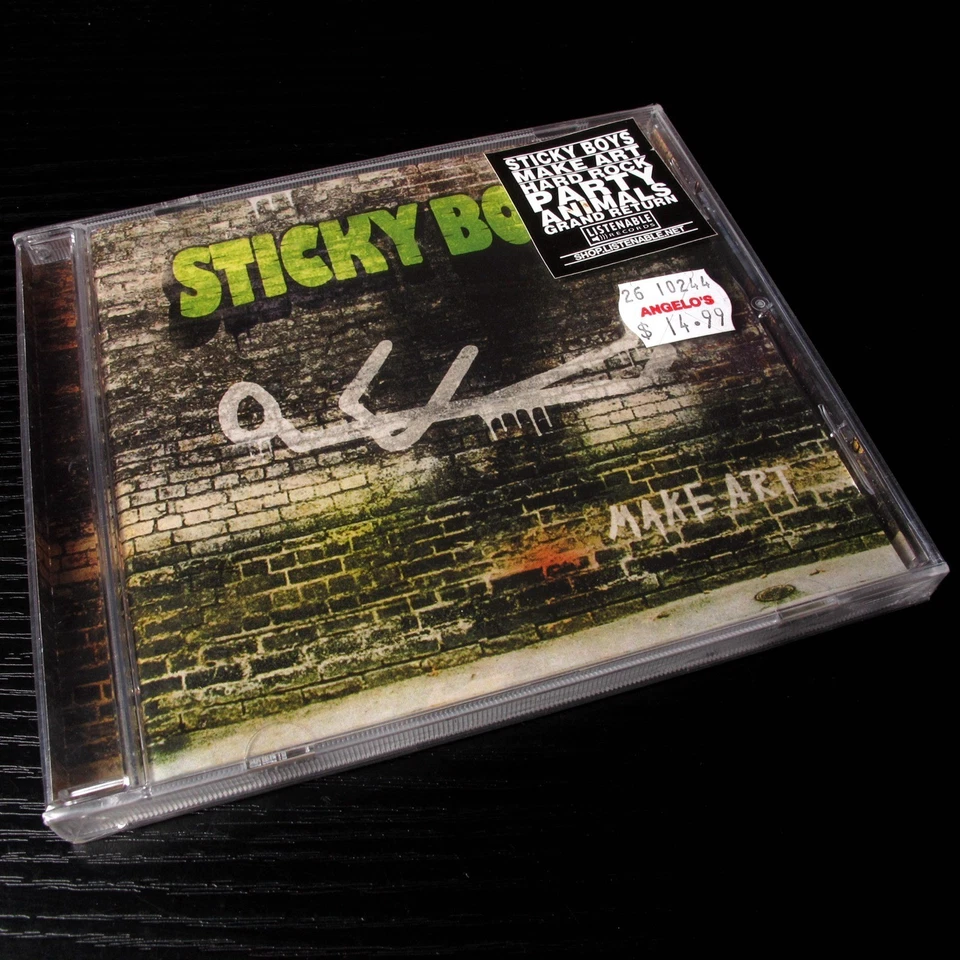 STICKY BO
STICKY BOYS
MAKE ART
HARD ROCK
PARTY
ANIMALS
GRAND RETURN
LISTENABLE
RECORDS
SHOP.LISTENABLE.NET
26 10244
ANGELO'S
$ 14.99
MAKE ART